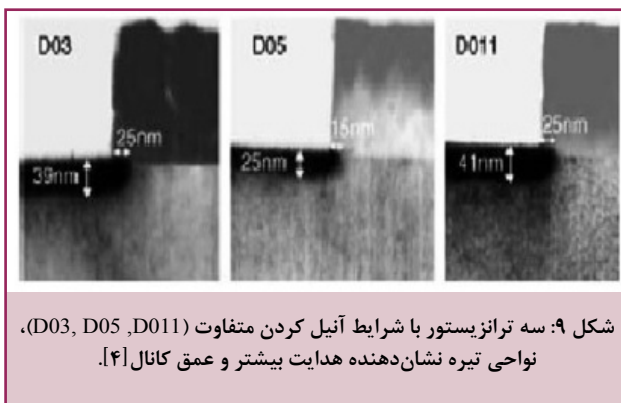 D03
25nm
39nm
D05
15nm
25nm
D011
25nm
41nm
شکل ۹: سه ترانزیستور با شرایط آنیل کردن متفاوت (D03, D05 ,D011)،
نواحی تیره نشان‌دهنده هدایت بیشتر و عمق کانال[۴].